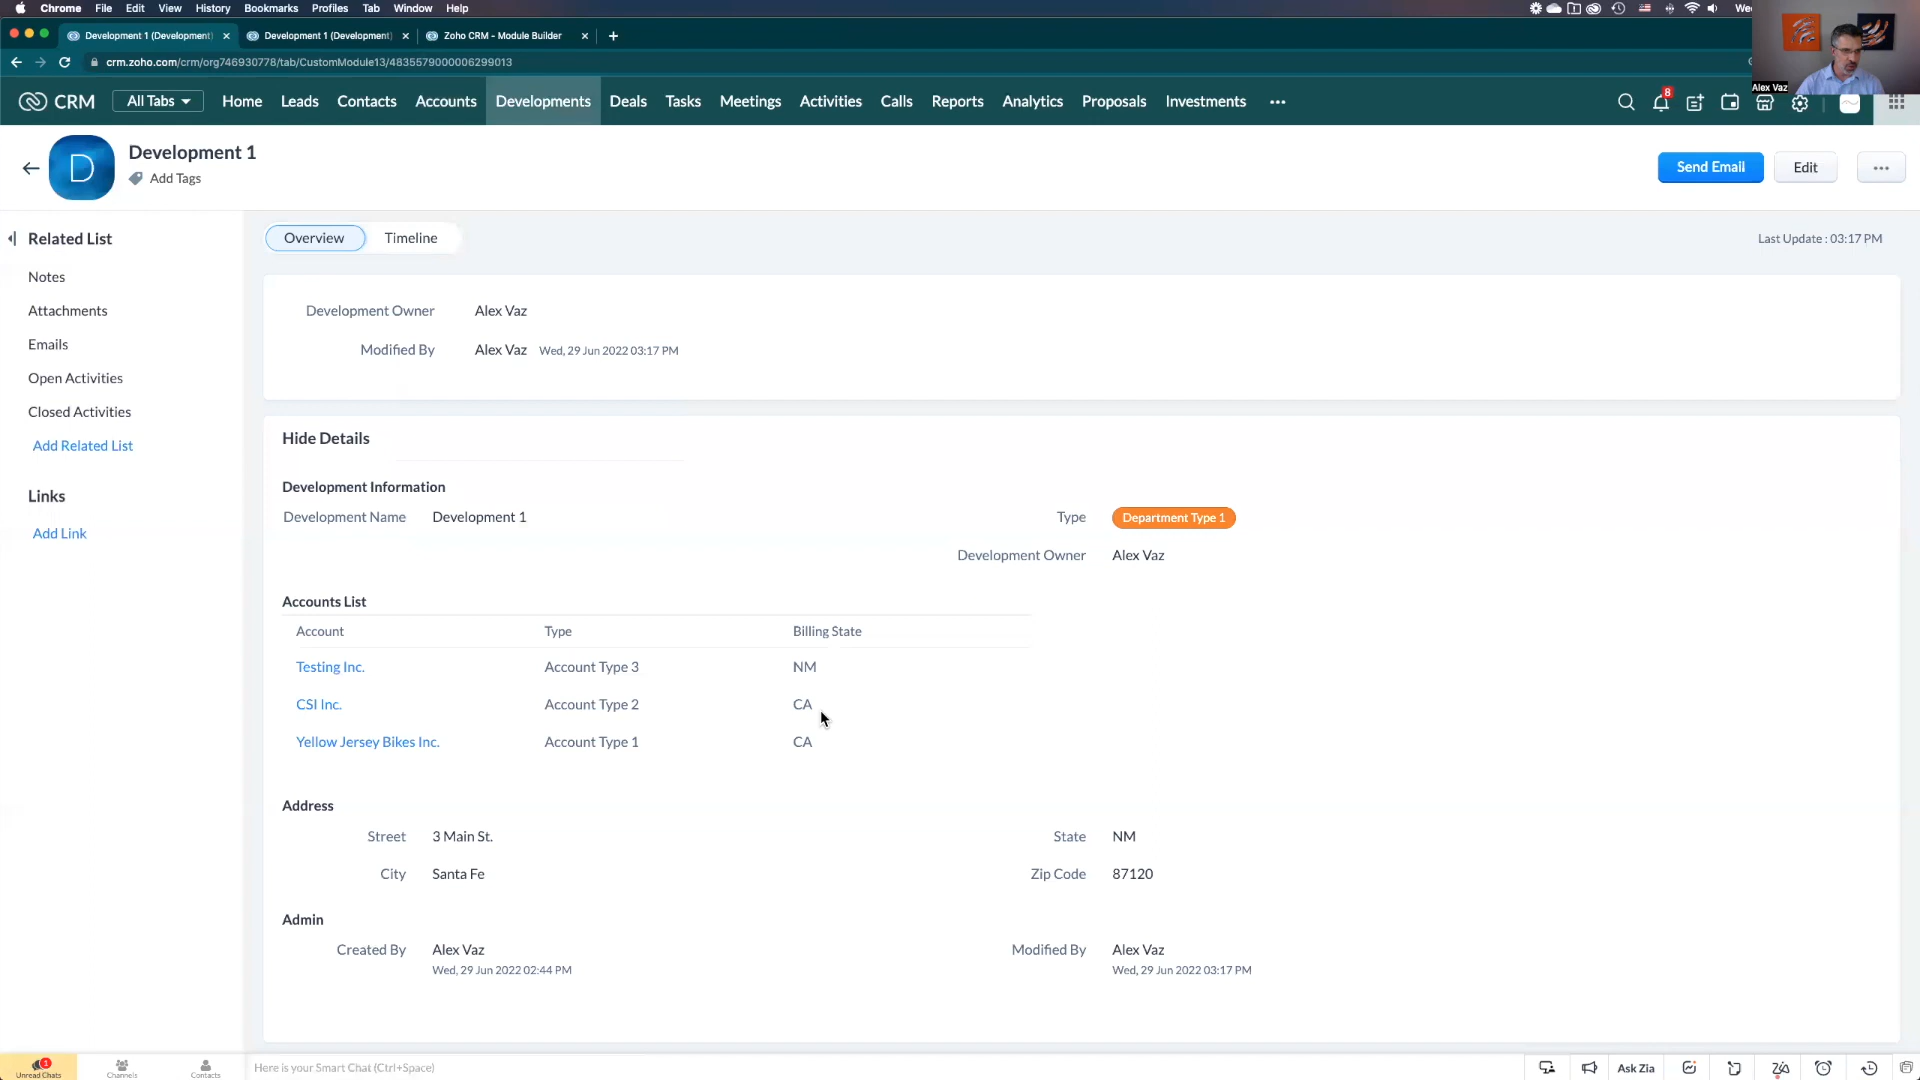 Chrome File Edit View History Bookmarks Profiles Tab Window Help
Development 1 (Development) Development 1 (Development) Zoho CRM - Module Builder
crm.zoho.com/crm/org746930778/tab/CustomModule13/4835579000006299013
Alex Vaz
CRM All Tabs Home Leads Contacts Accounts Developments Deals Tasks Meetings Activities Calls Reports Analytics Proposals Investments ••• 8
Development 1
Add Tags
Send Email Edit •••
Related List
Notes
Attachments
Emails
Open Activities
Closed Activities
Add Related List
Links
Add Link
Overview Timeline
Last Update : 03:17 PM
Development Owner Alex Vaz
Modified By Alex Vaz Wed, 29 Jun 2022 03:17 PM
Hide Details
Development Information
Development Name Development 1 Type Department Type 1
Development Owner Alex Vaz
Accounts List
Account Type Billing State
Testing Inc. Account Type 3 NM
CSI Inc. Account Type 2 CA
Yellow Jersey Bikes Inc. Account Type 1 CA
Address
Street 3 Main St. State NM
City Santa Fe Zip Code 87120
Admin
Created By Alex Vaz Modified By Alex Vaz
Wed, 29 Jun 2022 02:44 PM Wed, 29 Jun 2022 03:17 PM
1
Unread Chats Channels Contacts Here is your Smart Chat (Ctrl+Space) Ask Zia